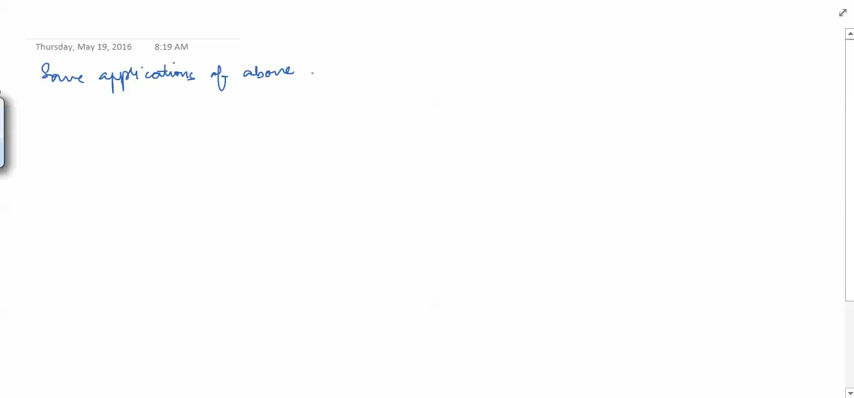 Thursday, May 19, 2016 8:19 AM
Some applications of above .